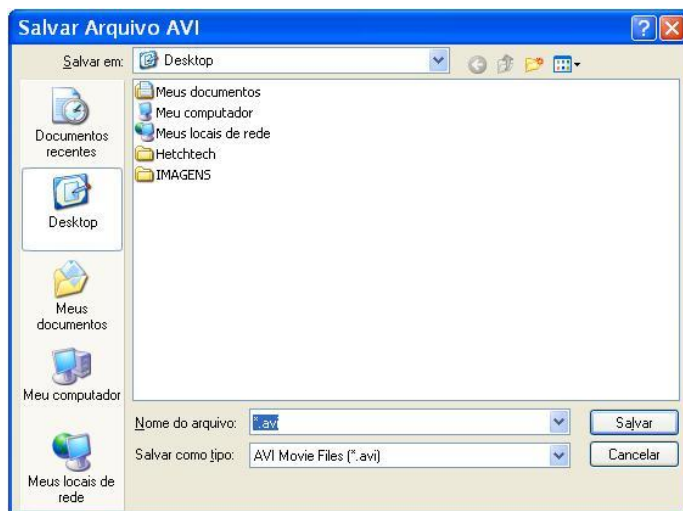 Salvar Arquivo AVI
Salvar em:
Desktop
Documentos
recentes
Desktop
Meus
documentos
Meu computador
Meus locais de
rede
Meus documentos
Meu computador
Meus locais de rede
Hetchtech
IMAGENS
Nome do arquivo:
*.avi
Salvar
Salvar como tipo:
AVI Movie Files (*.avi)
Cancelar